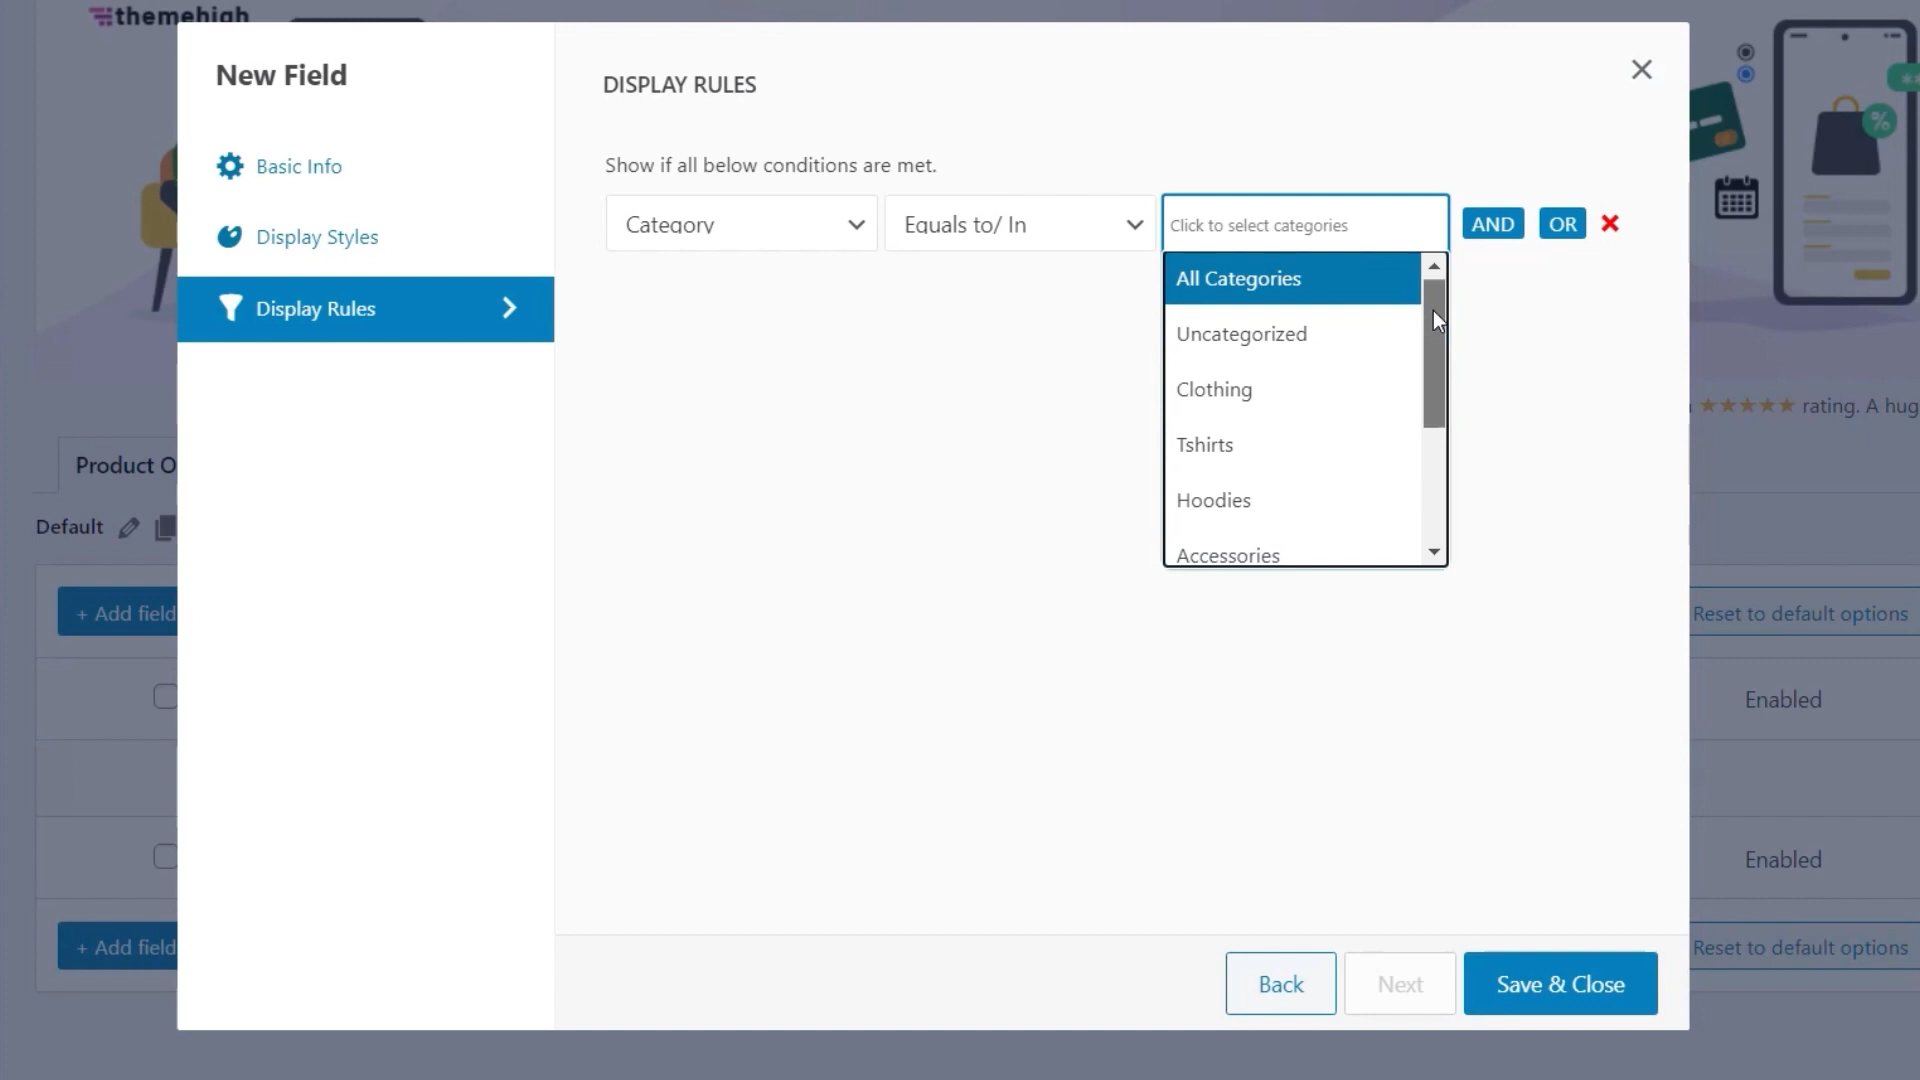 themehigh
New Field
DISPLAY RULES
Basic Info
Show if all below conditions are met.
Category
Equals to/ In
Click to select categories
AND
OR
Display Styles
All Categories
Display Rules
Uncategorized
Clothing
rating. A hug
Tshirts
Product O
Hoodies
Default
Accessories
+ Add field
Reset to default options
Enabled
Enabled
+ Add field
Reset to default options
Back
Next
Save & Close